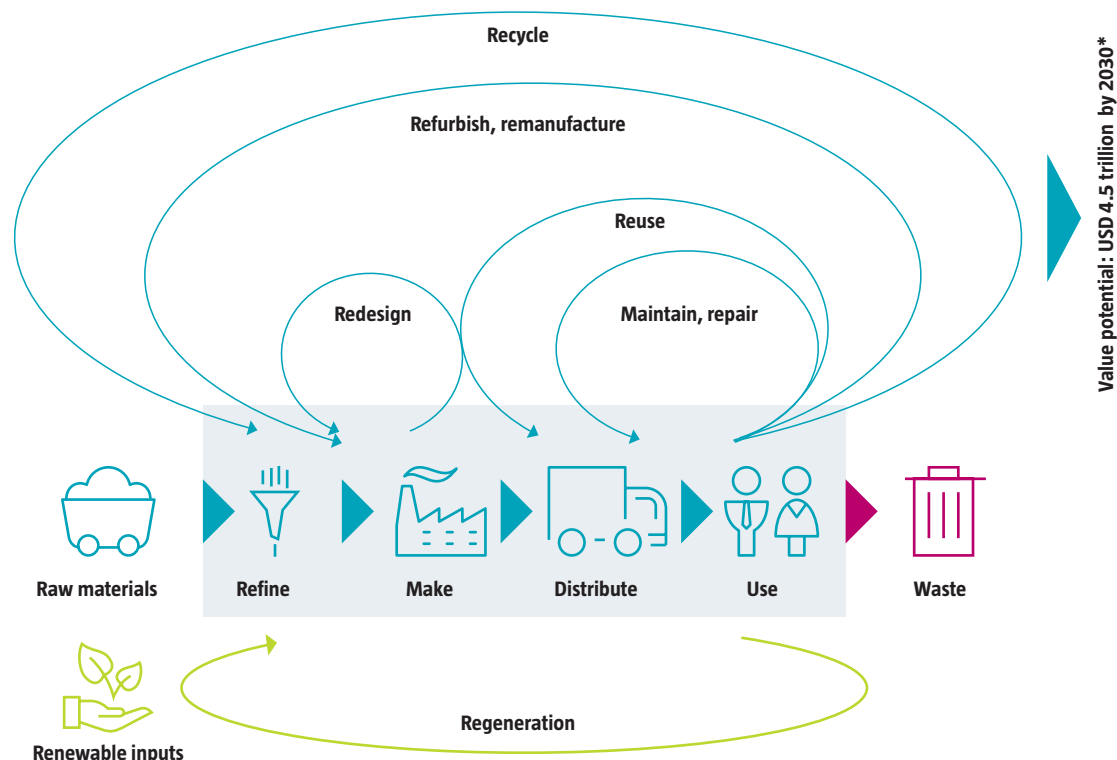 Recycle
Refurbish, remanufacture
Reuse
Redesign
Maintain, repair
Value potential: USD 4.5 trillion by 2030*
Raw materials
Refine
Make
Distribute
Use
Waste
Regeneration
Renewable inputs